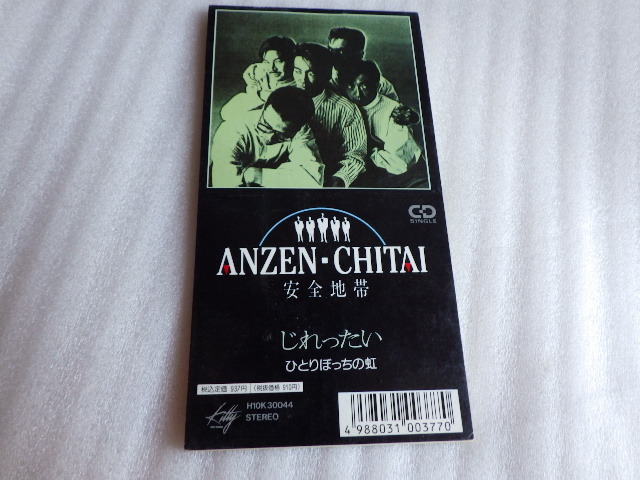 CD
SINGLE
ANZEN-CHITAI
安全地帯
じれったい
ひとりぼっちの虹
税込定価 937円 (税抜価格 910円)
Kitty
H10K 30044
STEREO
4 988031 003770